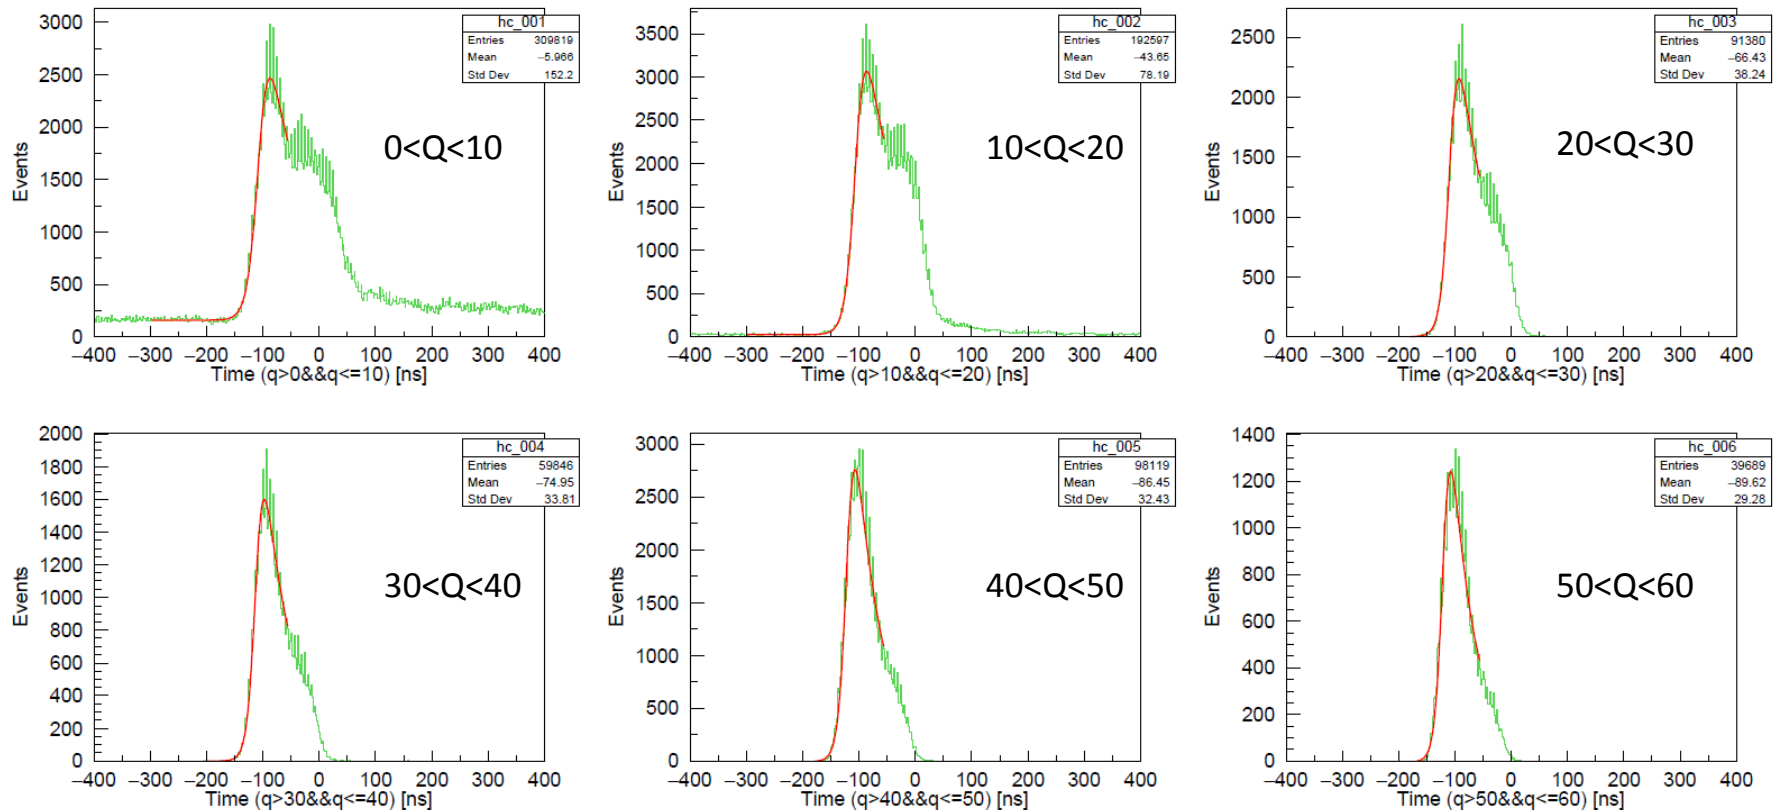 hc_001
Entries 309819
Mean −5.966
Std Dev 152.2
3000
2500
2000
1500
1000
500
0
Events
0<Q<10
−400 −300 −200 −100 0 100 200 300 400
Time (q>0&&q<=10) [ns]
hc_002
Entries 192597
Mean −43.65
Std Dev 78.19
3500
3000
2500
2000
1500
1000
500
0
Events
10<Q<20
−400 −300 −200 −100 0 100 200 300 400
Time (q>10&&q<=20) [ns]
hc_003
Entries 91380
Mean −66.43
Std Dev 38.24
2500
2000
1500
1000
500
0
Events
20<Q<30
−400 −300 −200 −100 0 100 200 300 400
Time (q>20&&q<=30) [ns]
hc_004
Entries 59846
Mean −74.95
Std Dev 33.81
2000
1800
1600
1400
1200
1000
800
600
400
200
0
Events
30<Q<40
−400 −300 −200 −100 0 100 200 300 400
Time (q>30&&q<=40) [ns]
hc_005
Entries 98119
Mean −86.45
Std Dev 32.43
3000
2500
2000
1500
1000
500
0
Events
40<Q<50
−400 −300 −200 −100 0 100 200 300 400
Time (q>40&&q<=50) [ns]
hc_006
Entries 39689
Mean −89.62
Std Dev 29.28
1400
1200
1000
800
600
400
200
0
Events
50<Q<60
−400 −300 −200 −100 0 100 200 300 400
Time (q>50&&q<=60) [ns]